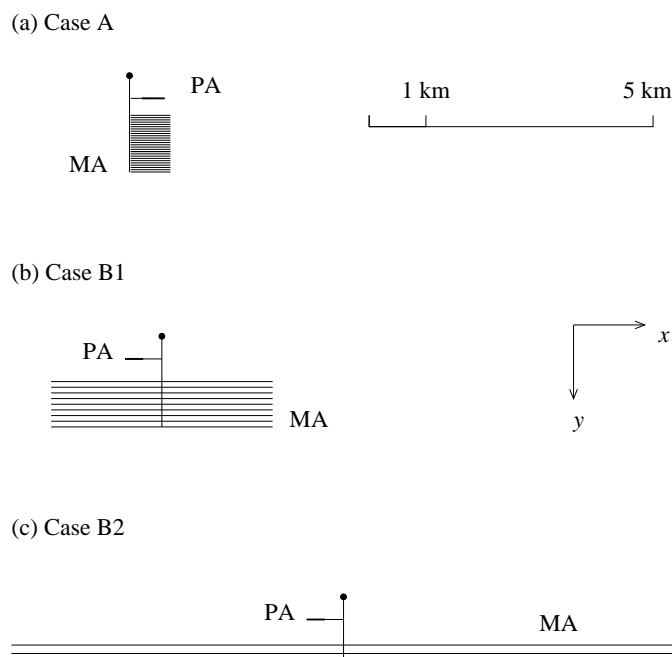 (a) Case A
PA
1 km
5 km
MA
(b) Case B1
PA
x
MA
y
(c) Case B2
PA
MA